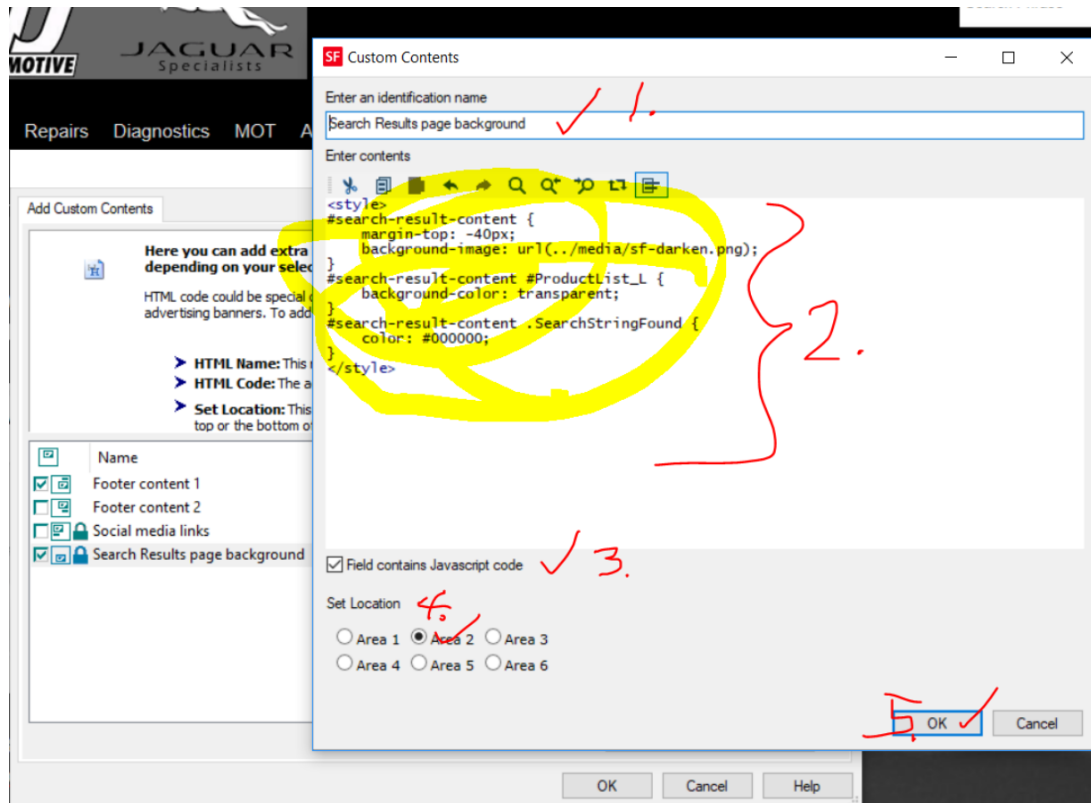 MOTIVE
JAGUAR
Specialists
Repairs Diagnostics MOT A
Add Custom Contents
Here you can add extra
depending on your selec
HTML code could be special
advertising banners. To add
HTML Name: This
HTML Code: The a
Set Location: This
top or the bottom of
Name
Footer content 1
Footer content 2
Social media links
Search Results page background
SF Custom Contents
Enter an identification name
Search Results page background
1.
Enter contents
<style>
#search-result-content {
margin-top: -40px;
background-image: url(../media/sf-darken.png);
}
#search-result-content #ProductList_L {
background-color: transparent;
}
#search-result-content .SearchStringFound {
color: #000000;
}
</style>
2.
Field contains Javascript code
3.
Set Location
4.
Area 1 Area 2 Area 3
Area 4 Area 5 Area 6
5.
OK Cancel
OK Cancel Help